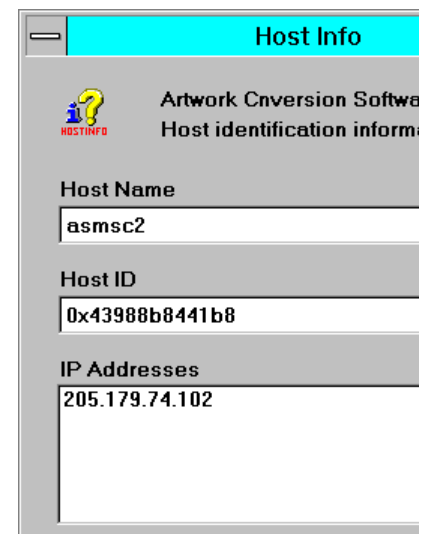 Host Info
Artwork Cnversion Softwa
HOSTINFO
Host identification informa
Host Name
asmsc2
Host ID
0x43988b8441b8
IP Addresses
205.179.74.102